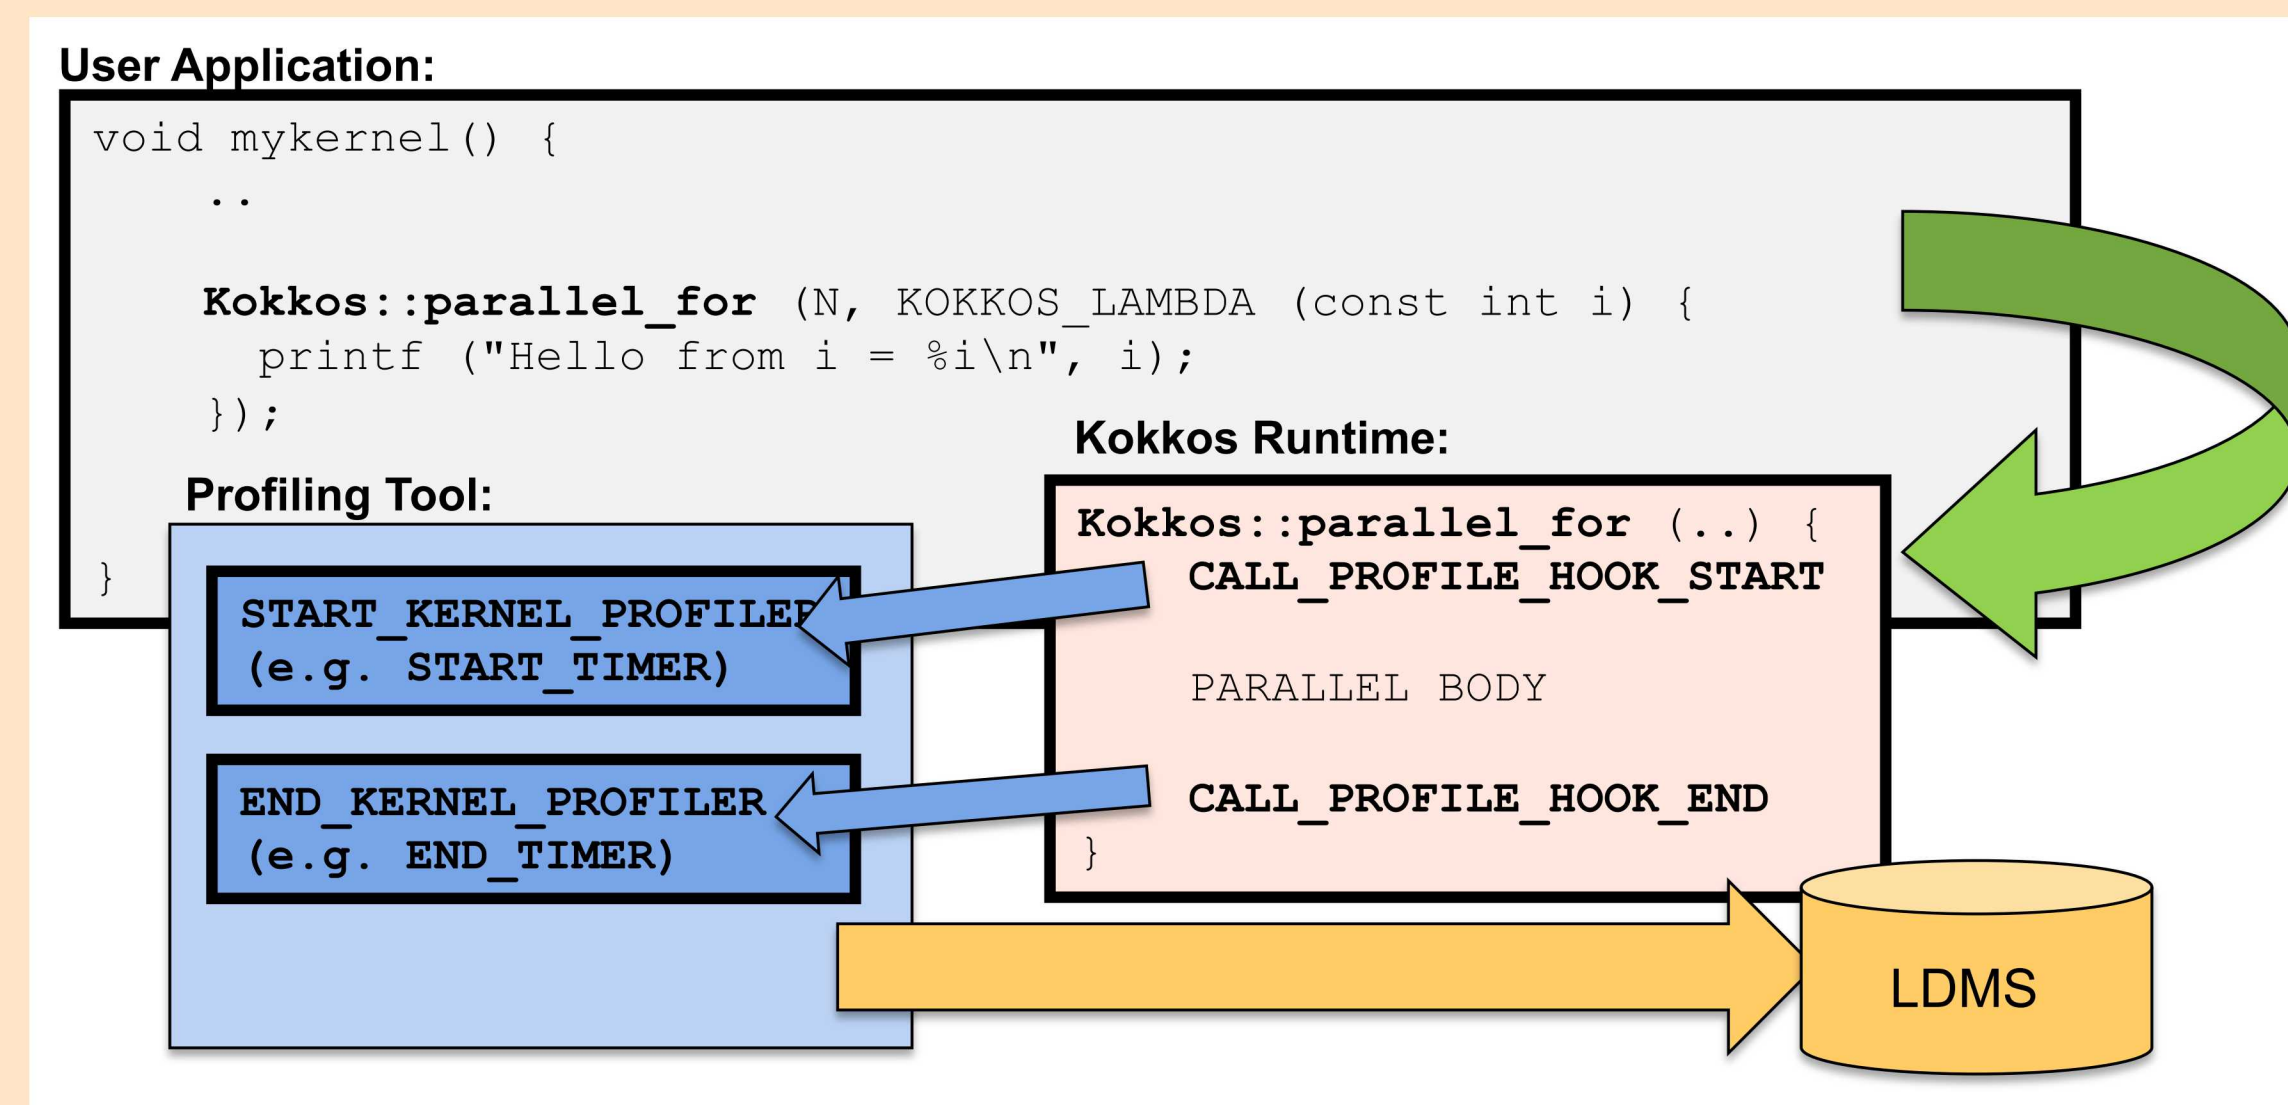 User Application:
void mykernel() {
..
Kokkos::parallel_for (N, KOKKOS_LAMBDA (const int i) {
printf ("Hello from i = %i\n", i);
});
}
Profiling Tool:
START_KERNEL_PROFILER
(e.g. START_TIMER)
END_KERNEL_PROFILER
(e.g. END_TIMER)
Kokkos Runtime:
Kokkos::parallel_for (..) {
CALL_PROFILE_HOOK_START
PARALLEL BODY
CALL_PROFILE_HOOK_END
}
LDMS